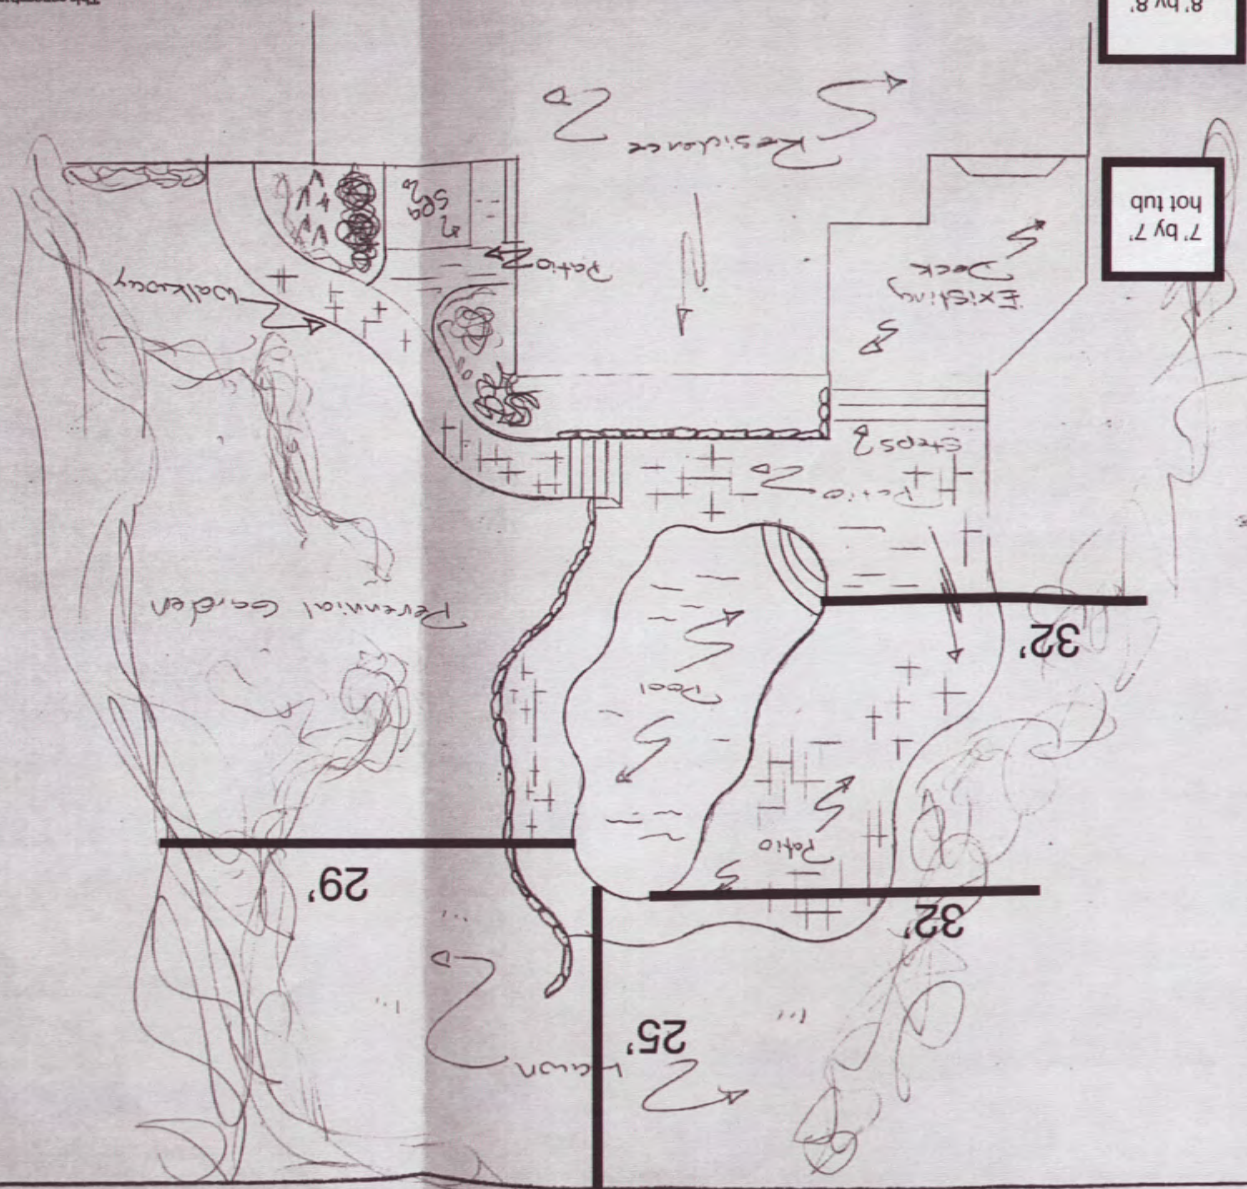 Lawn
25'
32'
29'
Patio
Pool
32'
Perennial Garden
Patio
Steps
Existing
Deck
Patio
Walkway
7' by 7'
hot tub
Spa
Residence
8' by 8'